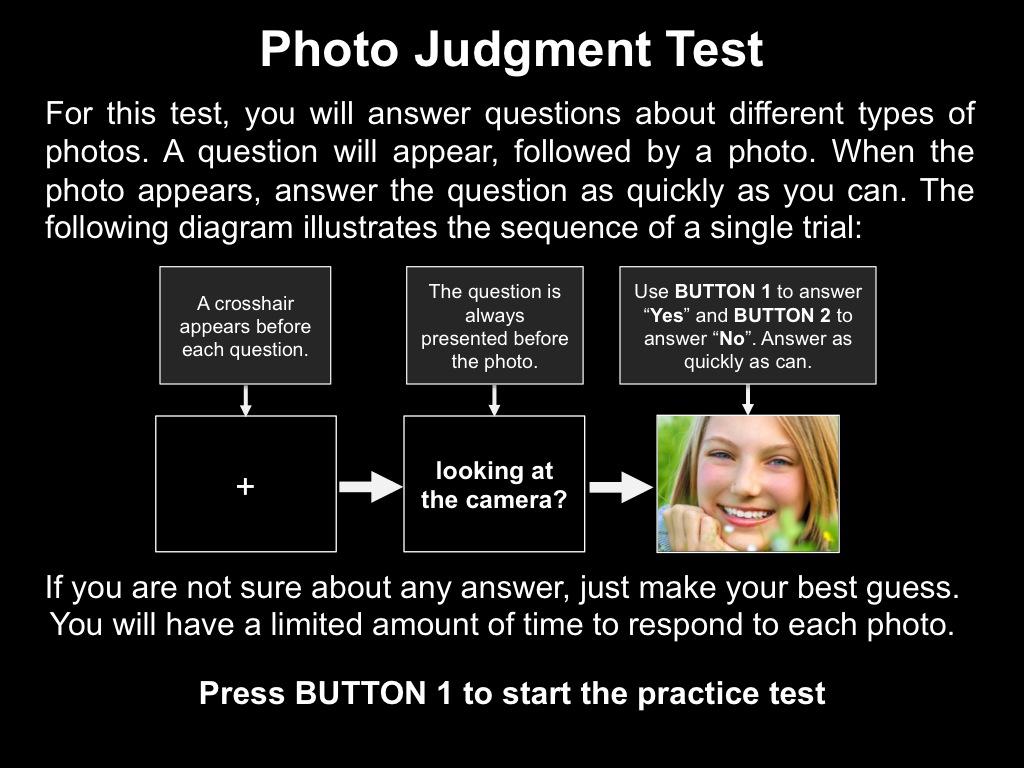 Photo Judgment Test
For this test, you will answer questions about different types of
photos. A question will appear, followed by a photo. When the
photo appears, answer the question as quickly as you can. The
following diagram illustrates the sequence of a single trial:
A crosshair
appears before
each question.
The question is
always
presented before
the photo.
Use BUTTON 1 to answer
“Yes” and BUTTON 2 to
answer “No”. Answer as
quickly as can.
+
looking at
the camera?
If you are not sure about any answer, just make your best guess.
You will have a limited amount of time to respond to each photo.
Press BUTTON 1 to start the practice test